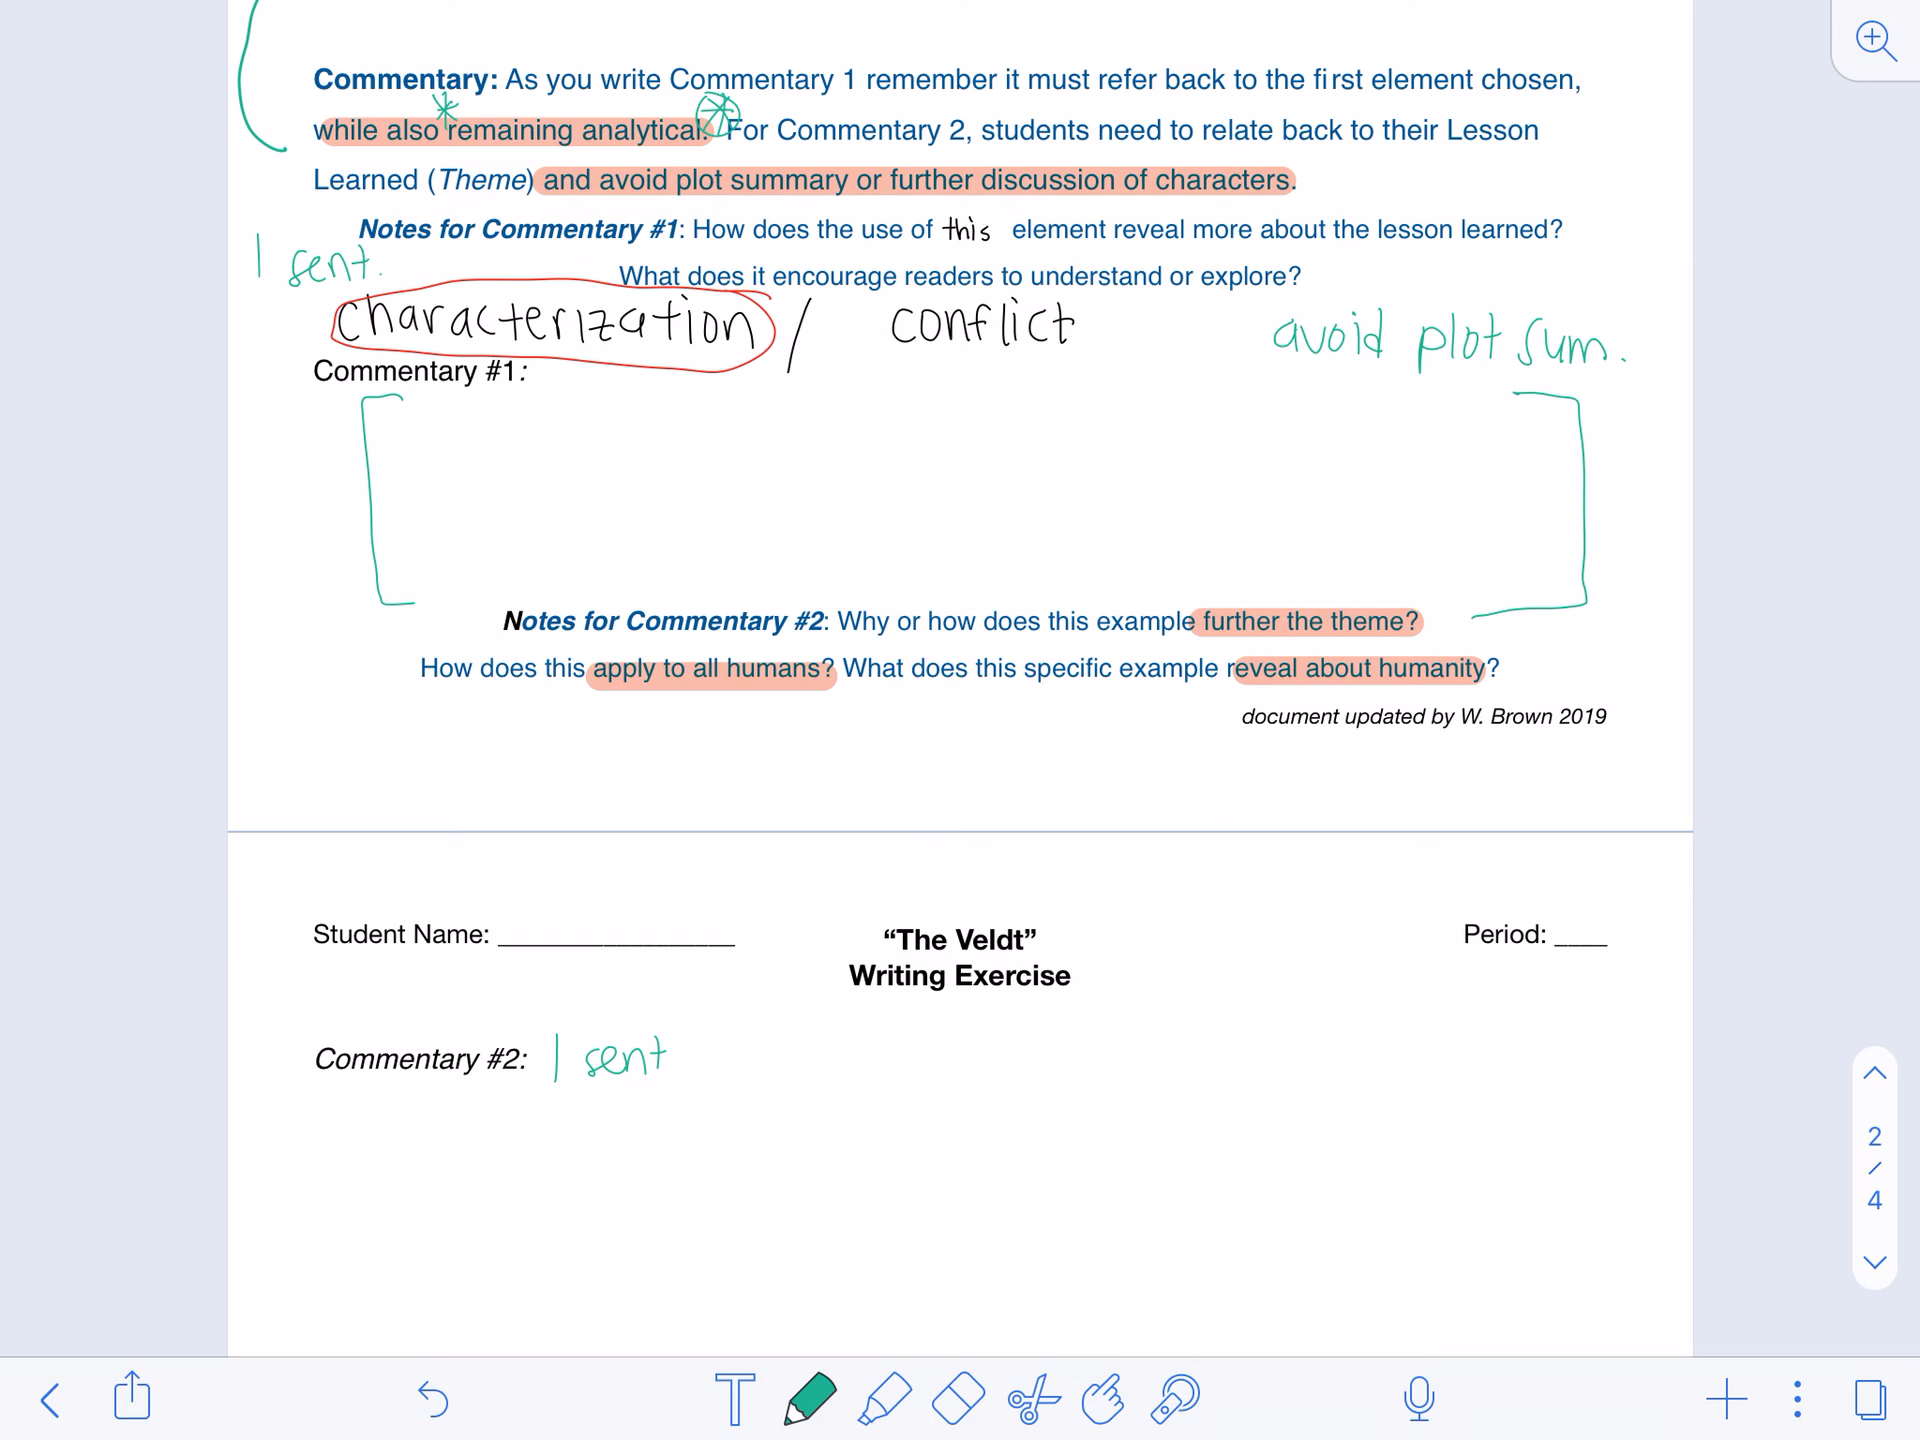 Commentary: As you write Commentary 1 remember it must refer back to the first element chosen,
while also remaining analytical. For Commentary 2, students need to relate back to their Lesson
Learned (Theme) and avoid plot summary or further discussion of characters.
Notes for Commentary #1: How does the use of this element reveal more about the lesson learned?
1 sent.
What does it encourage readers to understand or explore?
characterization / conflict
avoid plot sum.
Commentary #1:
Notes for Commentary #2: Why or how does this example further the theme?
How does this apply to all humans? What does this specific example reveal about humanity?
document updated by W. Brown 2019
Student Name: __________________
“The Veldt”
Period: ____
Writing Exercise
Commentary #2: 1 sent
2
/
4